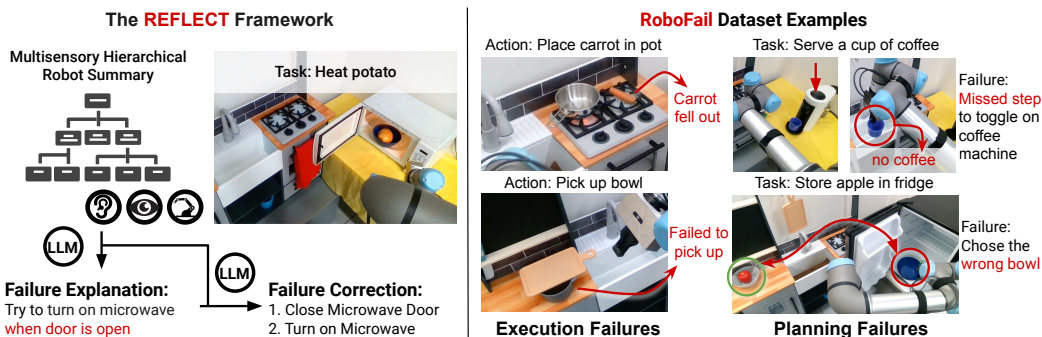 The REFLECT Framework
Multisensory Hierarchical
Robot Summary
Task: Heat potato
LLM
LLM
Failure Explanation:
Try to turn on microwave
when door is open
Failure Correction:
1. Close Microwave Door
2. Turn on Microwave
RoboFail Dataset Examples
Action: Place carrot in pot
Carrot
fell out
Action: Pick up bowl
Failed to
pick up
Execution Failures
Task: Serve a cup of coffee
no coffee
Failure:
Missed step
to toggle on
coffee
machine
Task: Store apple in fridge
Failure:
Chose the
wrong bowl
Planning Failures